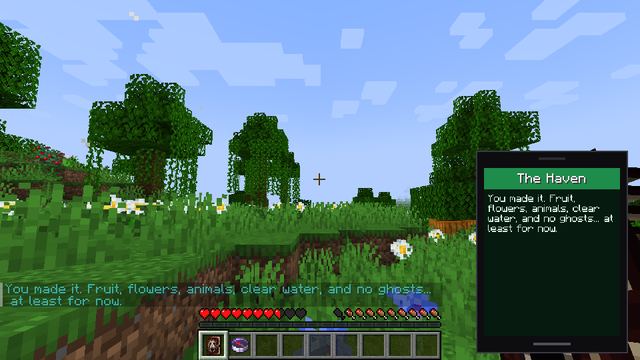 The Haven
You made it. Fruit,
flowers, animals, clear
water, and no ghosts... at
least for now.
You made it. Fruit, flowers, animals, clear water, and no ghosts...
at least for now.